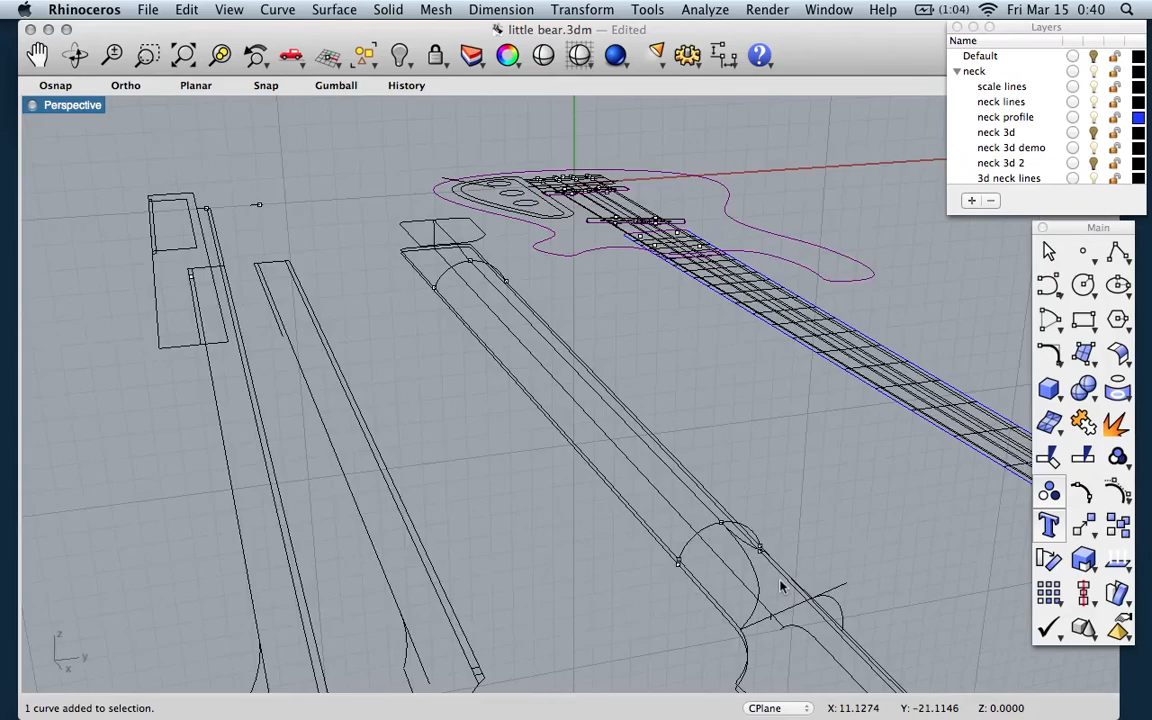 Rhinoceros File Edit View Curve Surface Solid Mesh Dimension Transform Tools Analyze Render Window Help (1:04) Fri Mar 15 0:40
little bear.3dm — Edited
Layers
Name
Default
neck
scale lines
neck lines
neck profile
neck 3d
neck 3d demo
neck 3d 2
3d neck lines
Osnap Ortho Planar Snap Gumball History
Perspective
Main
T
z
y
x
1 curve added to selection. CPlane X: 11.1274 Y: -21.1146 Z: 0.0000